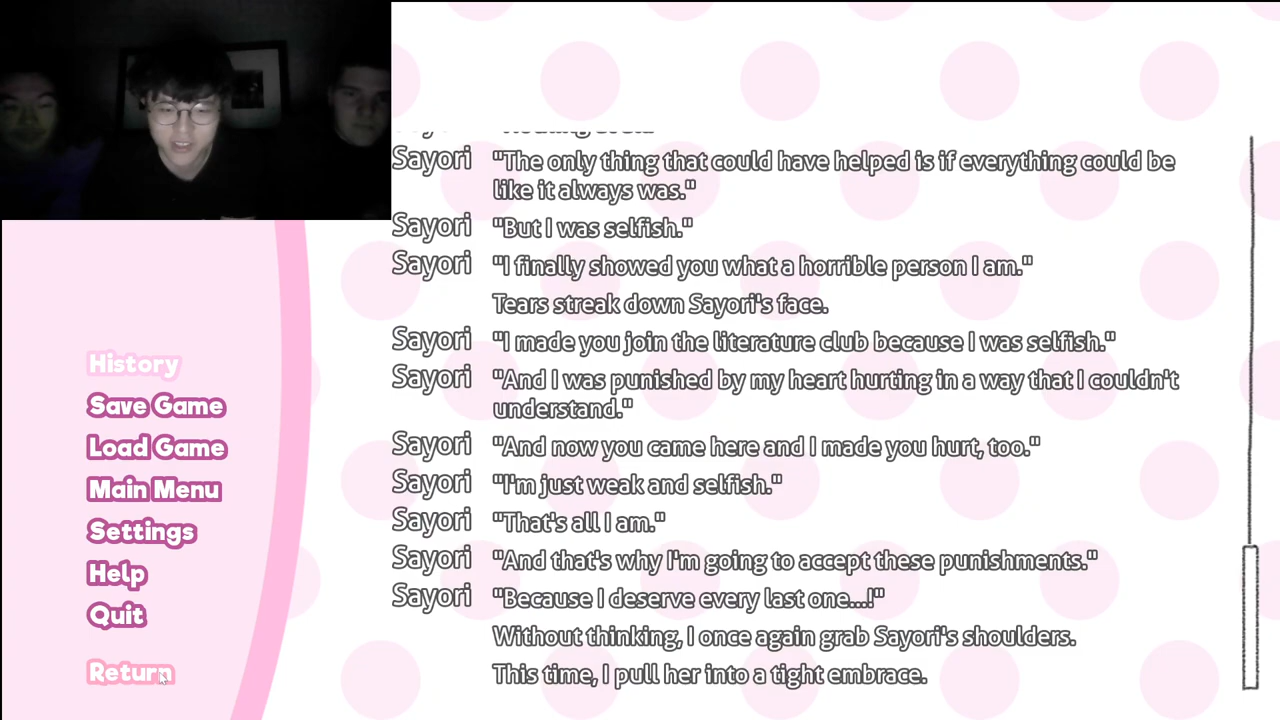 Sayori "The only thing that could have helped is if everything could be
like it always was."
Sayori "But I was selfish."
Sayori "I finally showed you what a horrible person I am."
Tears streak down Sayori's face.
Sayori "I made you join the literature club because I was selfish."
Sayori "And I was punished by my heart hurting in a way that I couldn't
understand."
Sayori "And now you came here and I made you hurt, too."
Sayori "I'm just weak and selfish."
Sayori "That's all I am."
Sayori "And that's why I'm going to accept these punishments."
Sayori "Because I deserve every last one...!"
Without thinking, I once again grab Sayori's shoulders.
This time, I pull her into a tight embrace.
History
Save Game
Load Game
Main Menu
Settings
Help
Quit
Return